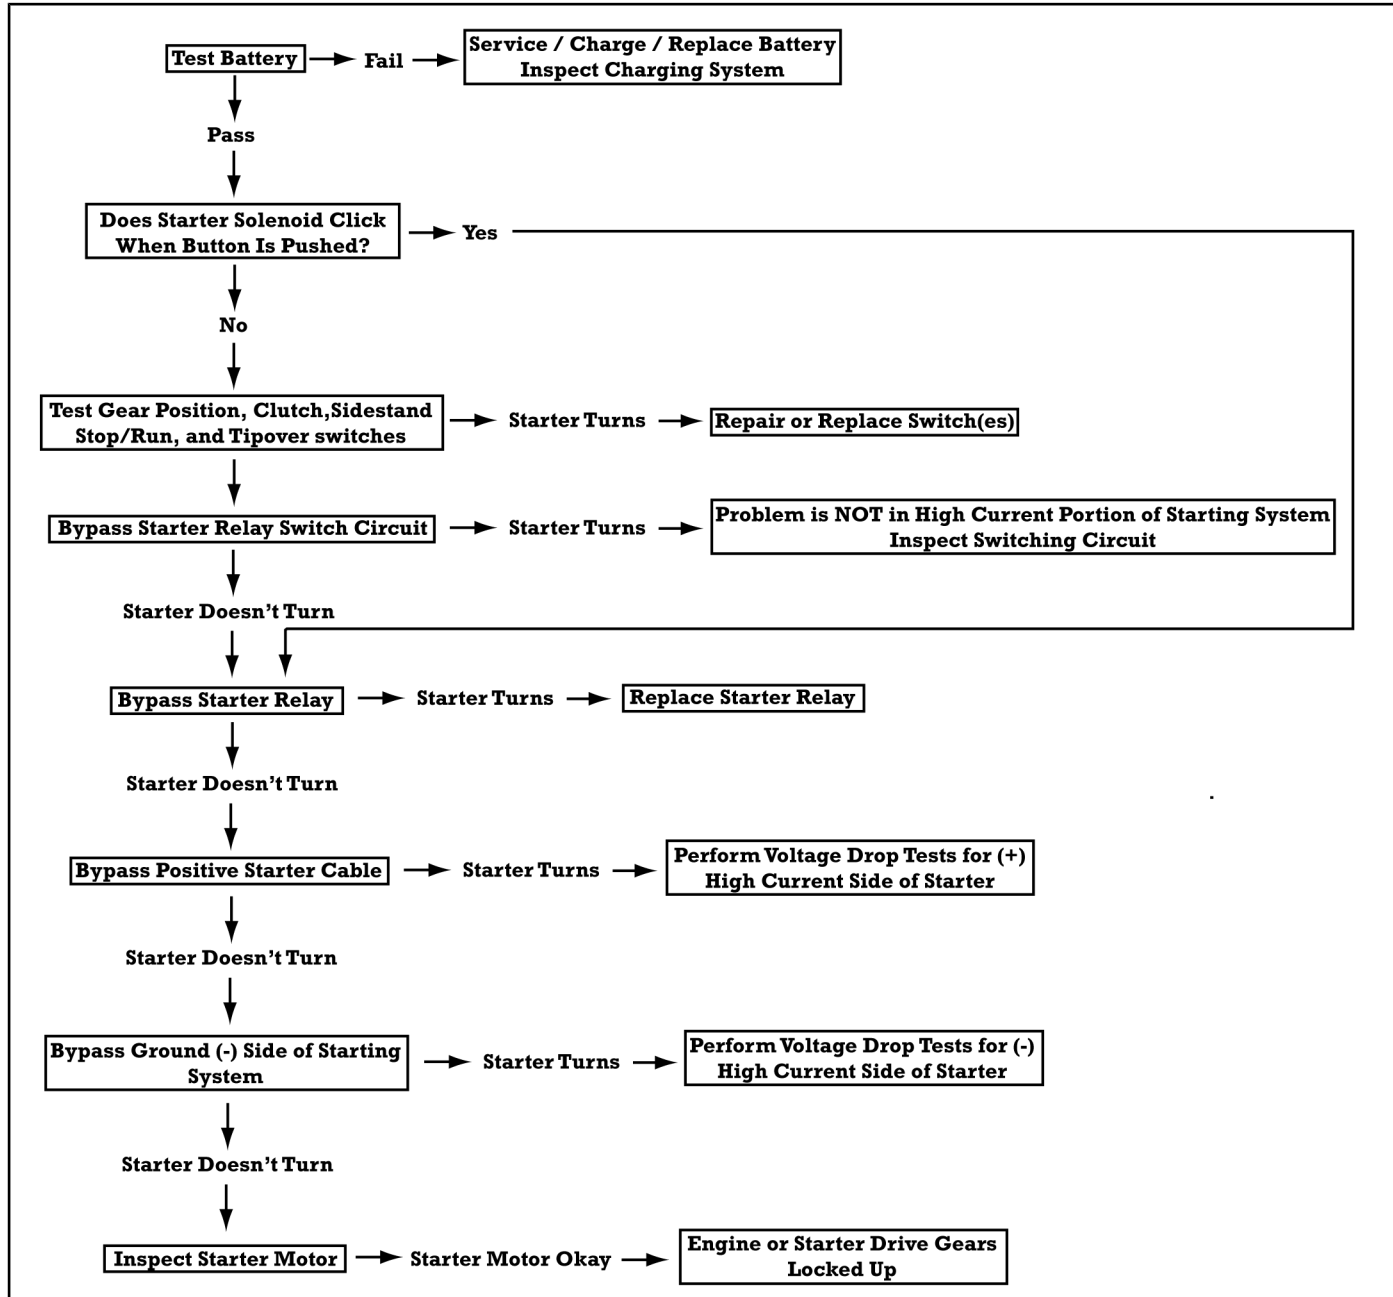 Test Battery
Fail
Service / Charge / Replace Battery
Inspect Charging System
Pass
Does Starter Solenoid Click
When Button Is Pushed?
Yes
No
Test Gear Position, Clutch,Sidestand
Stop/Run, and Tipover switches
Starter Turns
Repair or Replace Switch(es)
Bypass Starter Relay Switch Circuit
Starter Turns
Problem is NOT in High Current Portion of Starting System
Inspect Switching Circuit
Starter Doesn't Turn
Bypass Starter Relay
Starter Turns
Replace Starter Relay
Starter Doesn't Turn
Bypass Positive Starter Cable
Starter Turns
Perform Voltage Drop Tests for (+)
High Current Side of Starter
Starter Doesn't Turn
Bypass Ground (-) Side of Starting
System
Starter Turns
Perform Voltage Drop Tests for (-)
High Current Side of Starter
Starter Doesn't Turn
Inspect Starter Motor
Starter Motor Okay
Engine or Starter Drive Gears
Locked Up